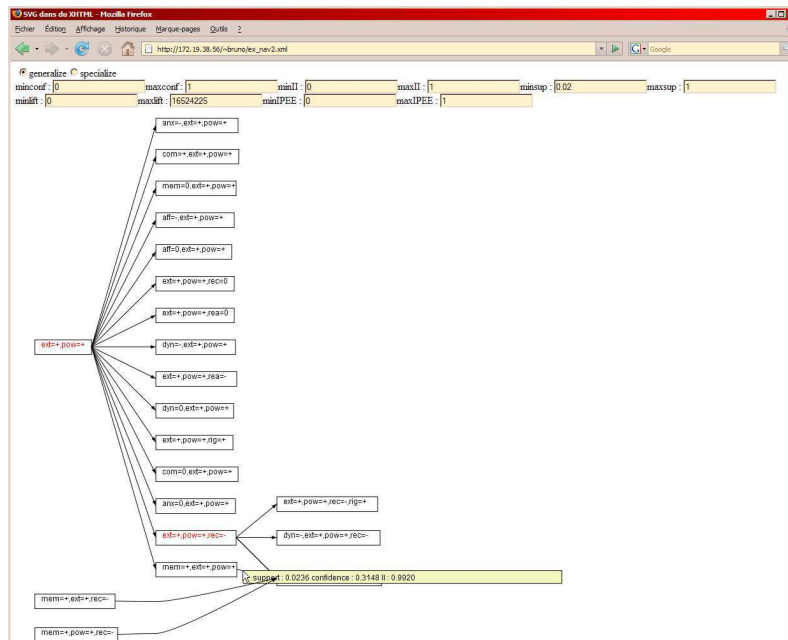 SVG dans du XHTML - Mozilla Firefox
Fichier Édition Affichage Historique Marque-pages Outils ?
http://172.19.38.56/~bruno/ex_nav2.xml
Google
generalize specialize
minconf : 0 maxconf : 1 minII : 0 maxII : 1 minsup : 0.02 maxsup : 1
minlift : 0 maxlift : 16524225 minIPEE : 0 maxIPEE : 1
anx=-,ext=+,pow=+
com=+,ext=+,pow=+
mem=0,ext=+,pow=+
aff=-,ext=+,pow=+
aff=0,ext=+,pow=+
ext=+,pow=+,rec=0
ext=+,pow=+,rea=0
ext=+,pow=+
dyn=-,ext=+,pow=+
ext=+,pow=+,rea=-
dyn=0,ext=+,pow=+
ext=+,pow=+,rig=+
com=0,ext=+,pow=+
anx=0,ext=+,pow=+
ext=+,pow=+,rec=-,rig=+
ext=+,pow=+,rec=-
dyn=-,ext=+,pow=+,rec=-
mem=+,ext=+,pow=+
support : 0.0236 confidence : 0.3148 II : 0.9920
mem=+,ext=+,rec=-
mem=+,pow=+,rec=-